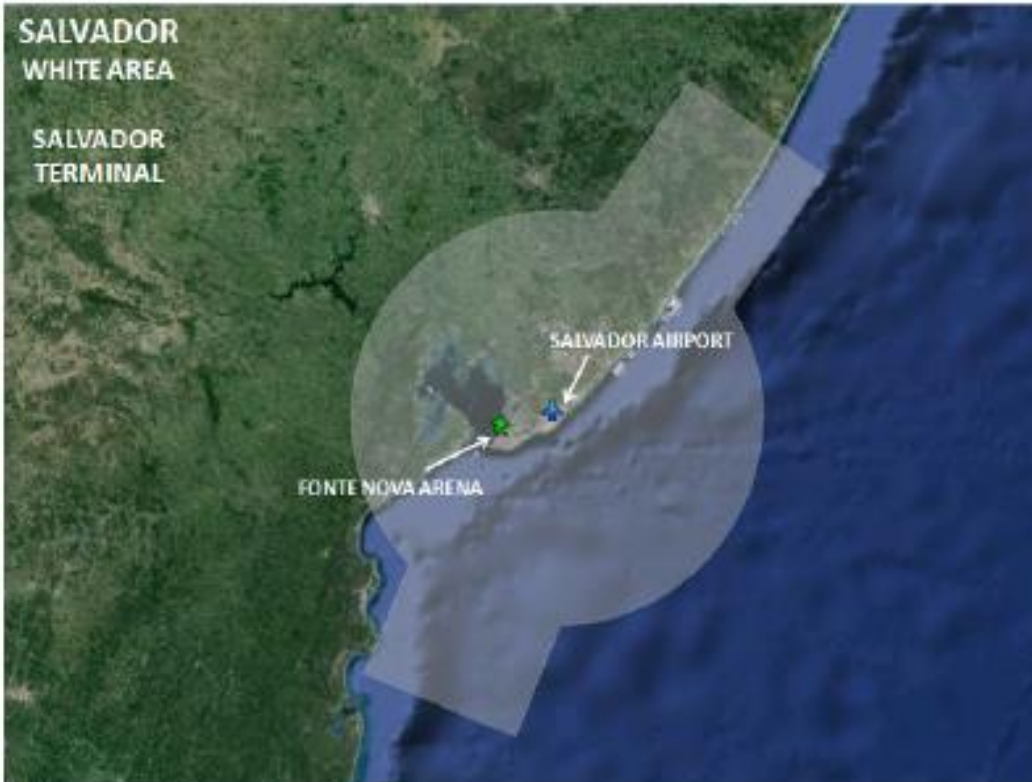 SALVADOR
WHITE AREA
SALVADOR
TERMINAL
SALVADOR AIRPORT
FONTE NOVA ARENA